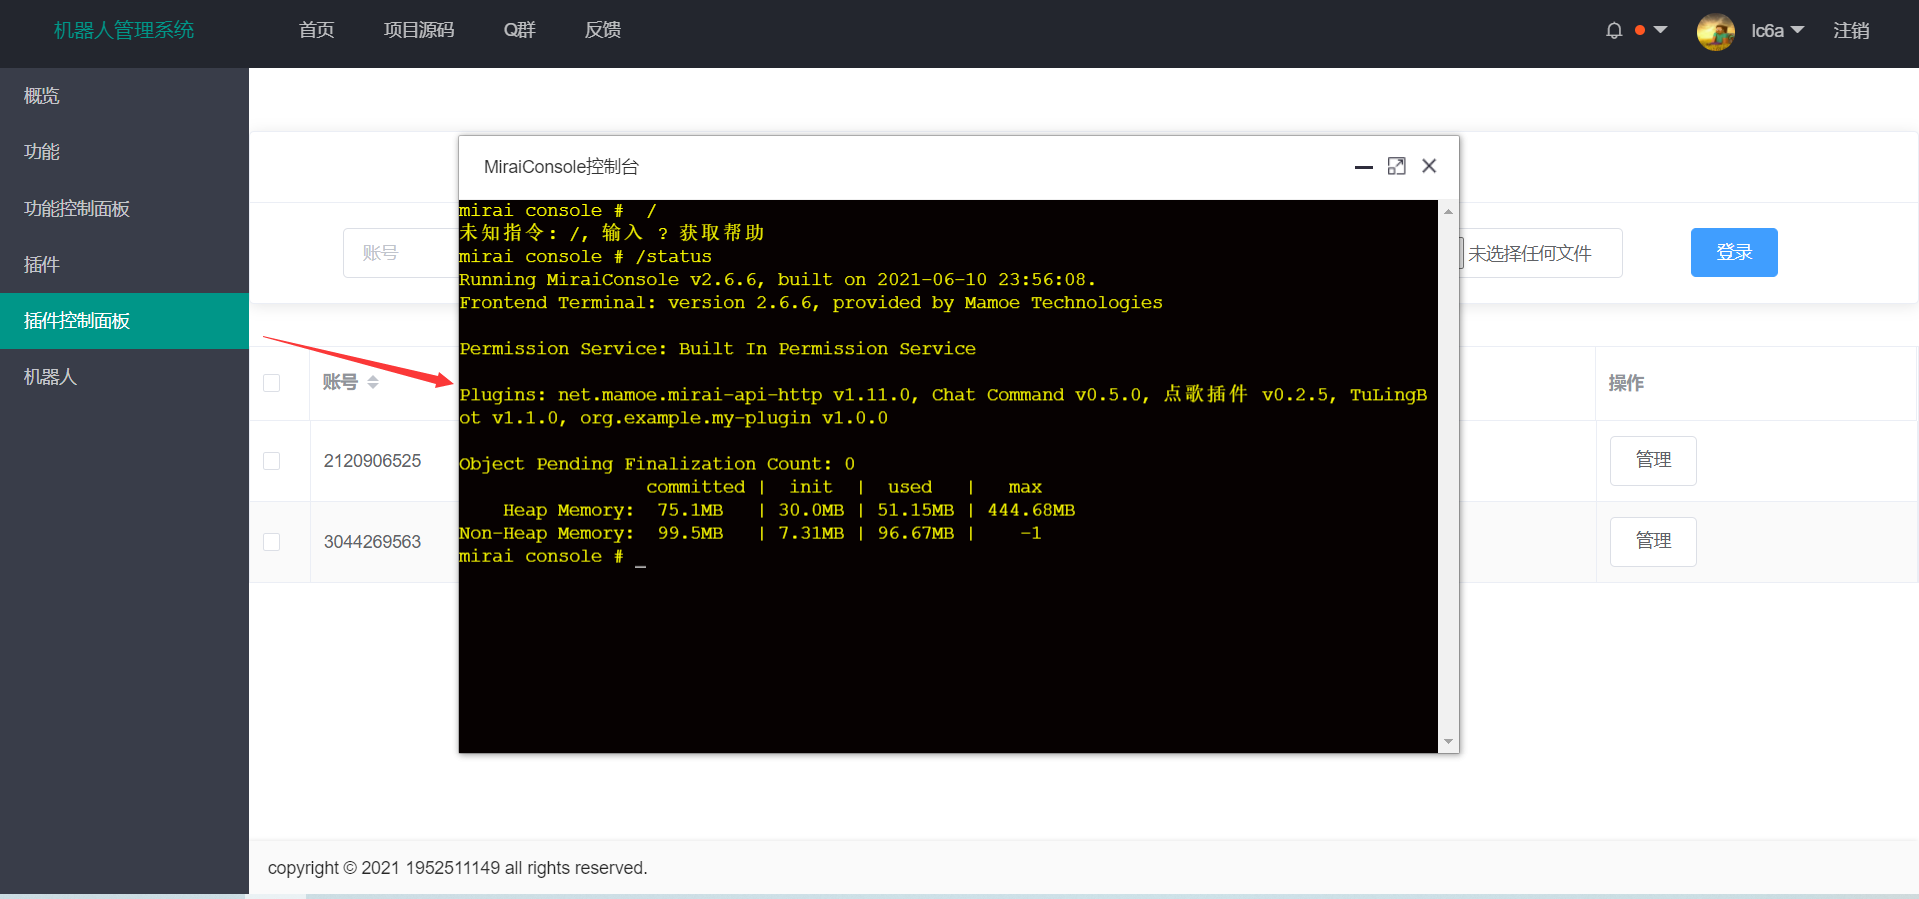 机器人管理系统 首页 项目源码 Q群 反馈 lc6a 注销
概览
功能
功能控制面板
插件
插件控制面板
机器人
MiraiConsole控制台
mirai console #  /
未知指令: /, 输入 ? 获取帮助
mirai console # /status
Running MiraiConsole v2.6.6, built on 2021-06-10 23:56:08.
Frontend Terminal: version 2.6.6, provided by Mamoe Technologies
Permission Service: Built In Permission Service
Plugins: net.mamoe.mirai-api-http v1.11.0, Chat Command v0.5.0, 点歌插件 v0.2.5, TuLingB
ot v1.1.0, org.example.my-plugin v1.0.0
Object Pending Finalization Count: 0
committed |  init  |  used   |   max
Heap Memory:  75.1MB   | 30.0MB | 51.15MB | 444.68MB
Non-Heap Memory:  99.5MB   | 7.31MB | 96.67MB |    -1
mirai console # _
账号 未选择任何文件 登录
账号 操作
2120906525 管理
3044269563 管理
copyright © 2021 1952511149 all rights reserved.